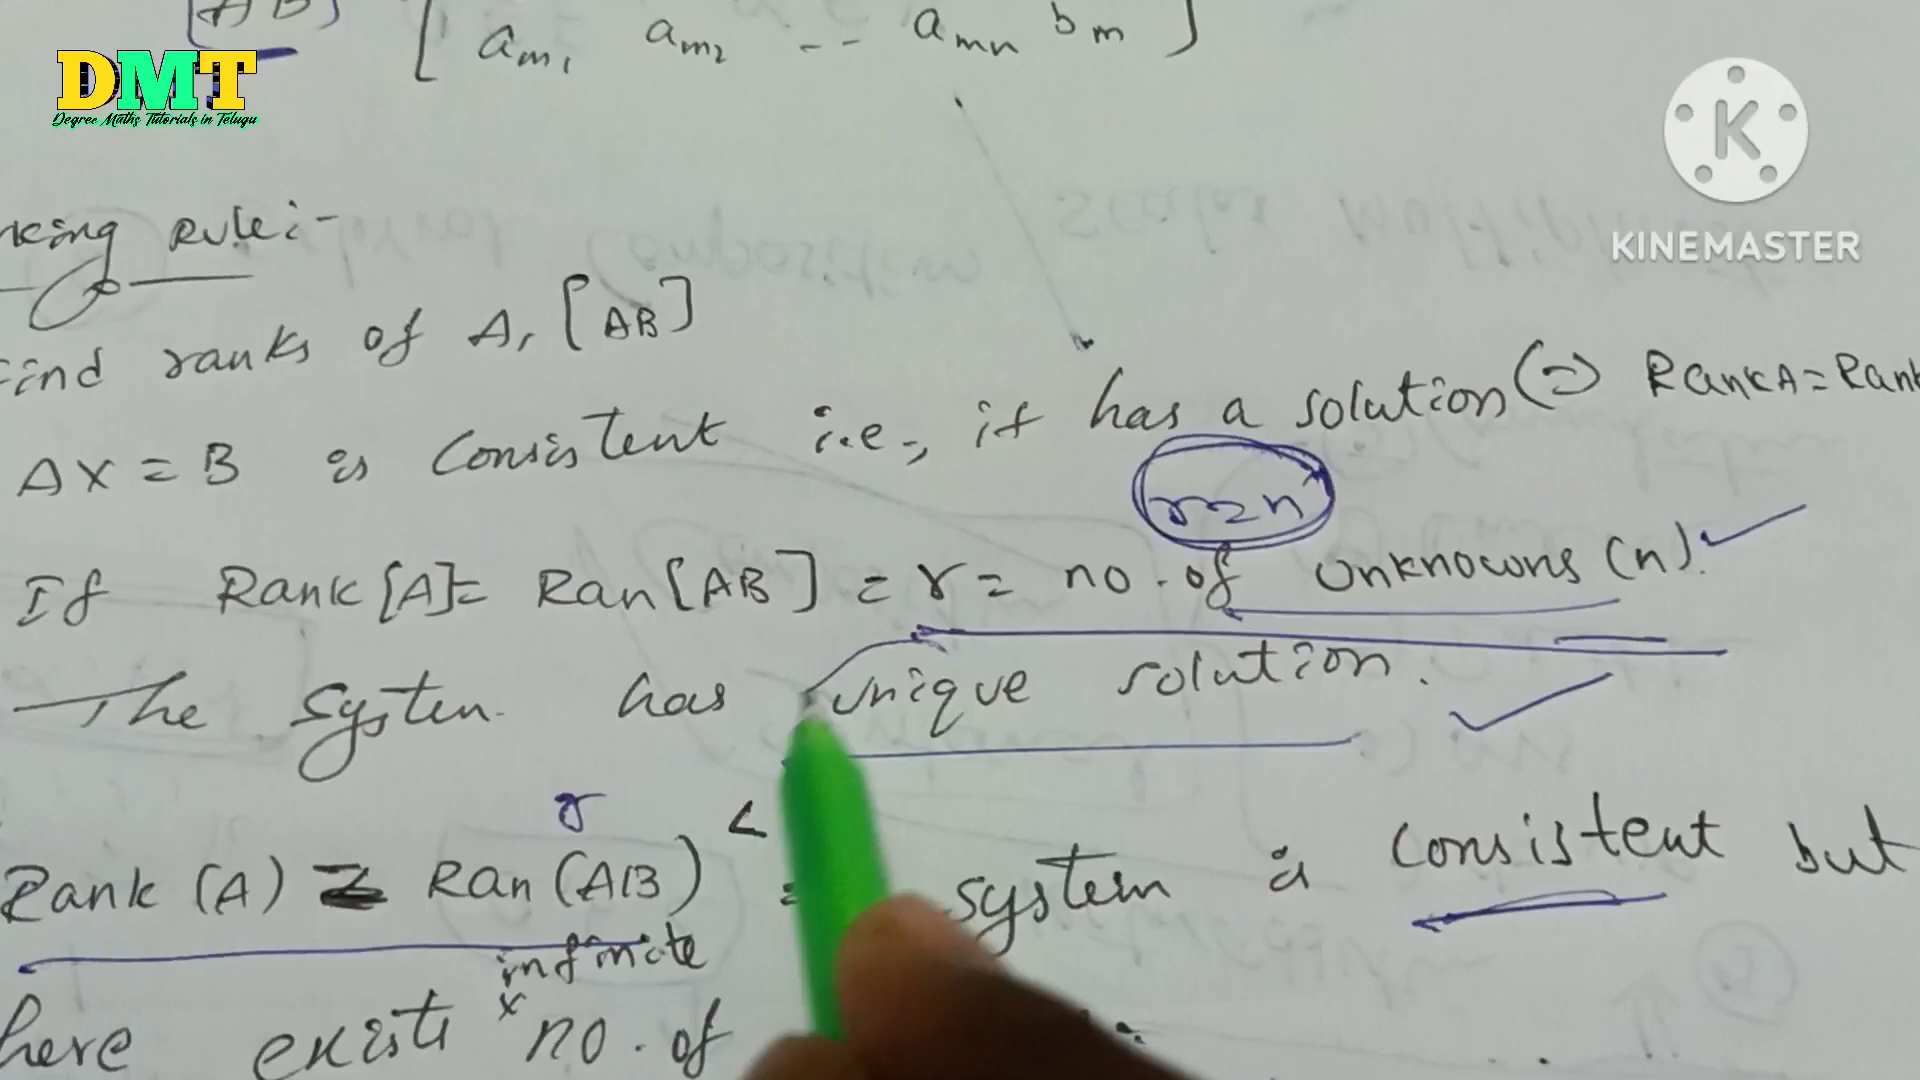 [AB]
[ am1 am2 -- amn bm ]
DMT
Degree Maths Tutorials in Telugu
K
KINEMASTER
king Rule:-
Find ranks of A, [AB]
AX = B is Consistent i.e., it has a solution (=) Rank A = Rank
r = n
If Rank[A] = Ran[AB] = r = no. of unknowns (n).
The System has unique solution.
r <
Rank (A) = Ran (AB) system is consistent but
infinite
here exists x no. of